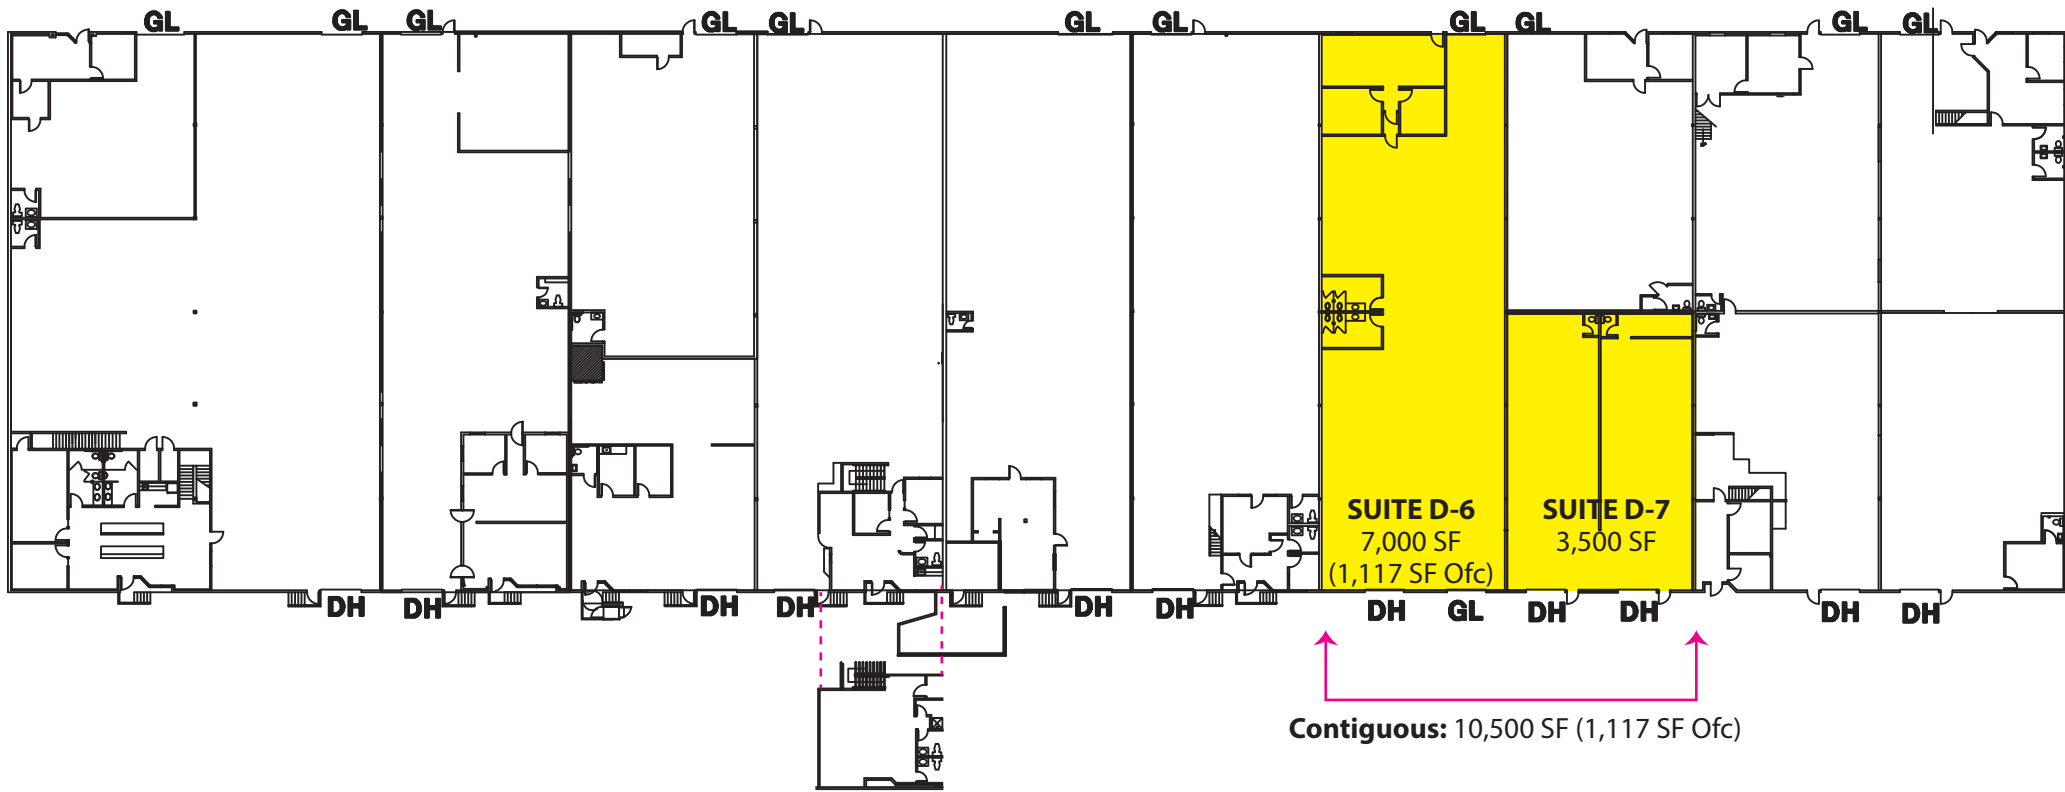 GL GL GL GL GL GL GL GL GL GL GL
SUITE D-6
7,000 SF
(1,117 SF Ofc)
SUITE D-7
3,500 SF
DH DH DH DH DH DH DH GL DH DH DH DH
Contiguous: 10,500 SF (1,117 SF Ofc)